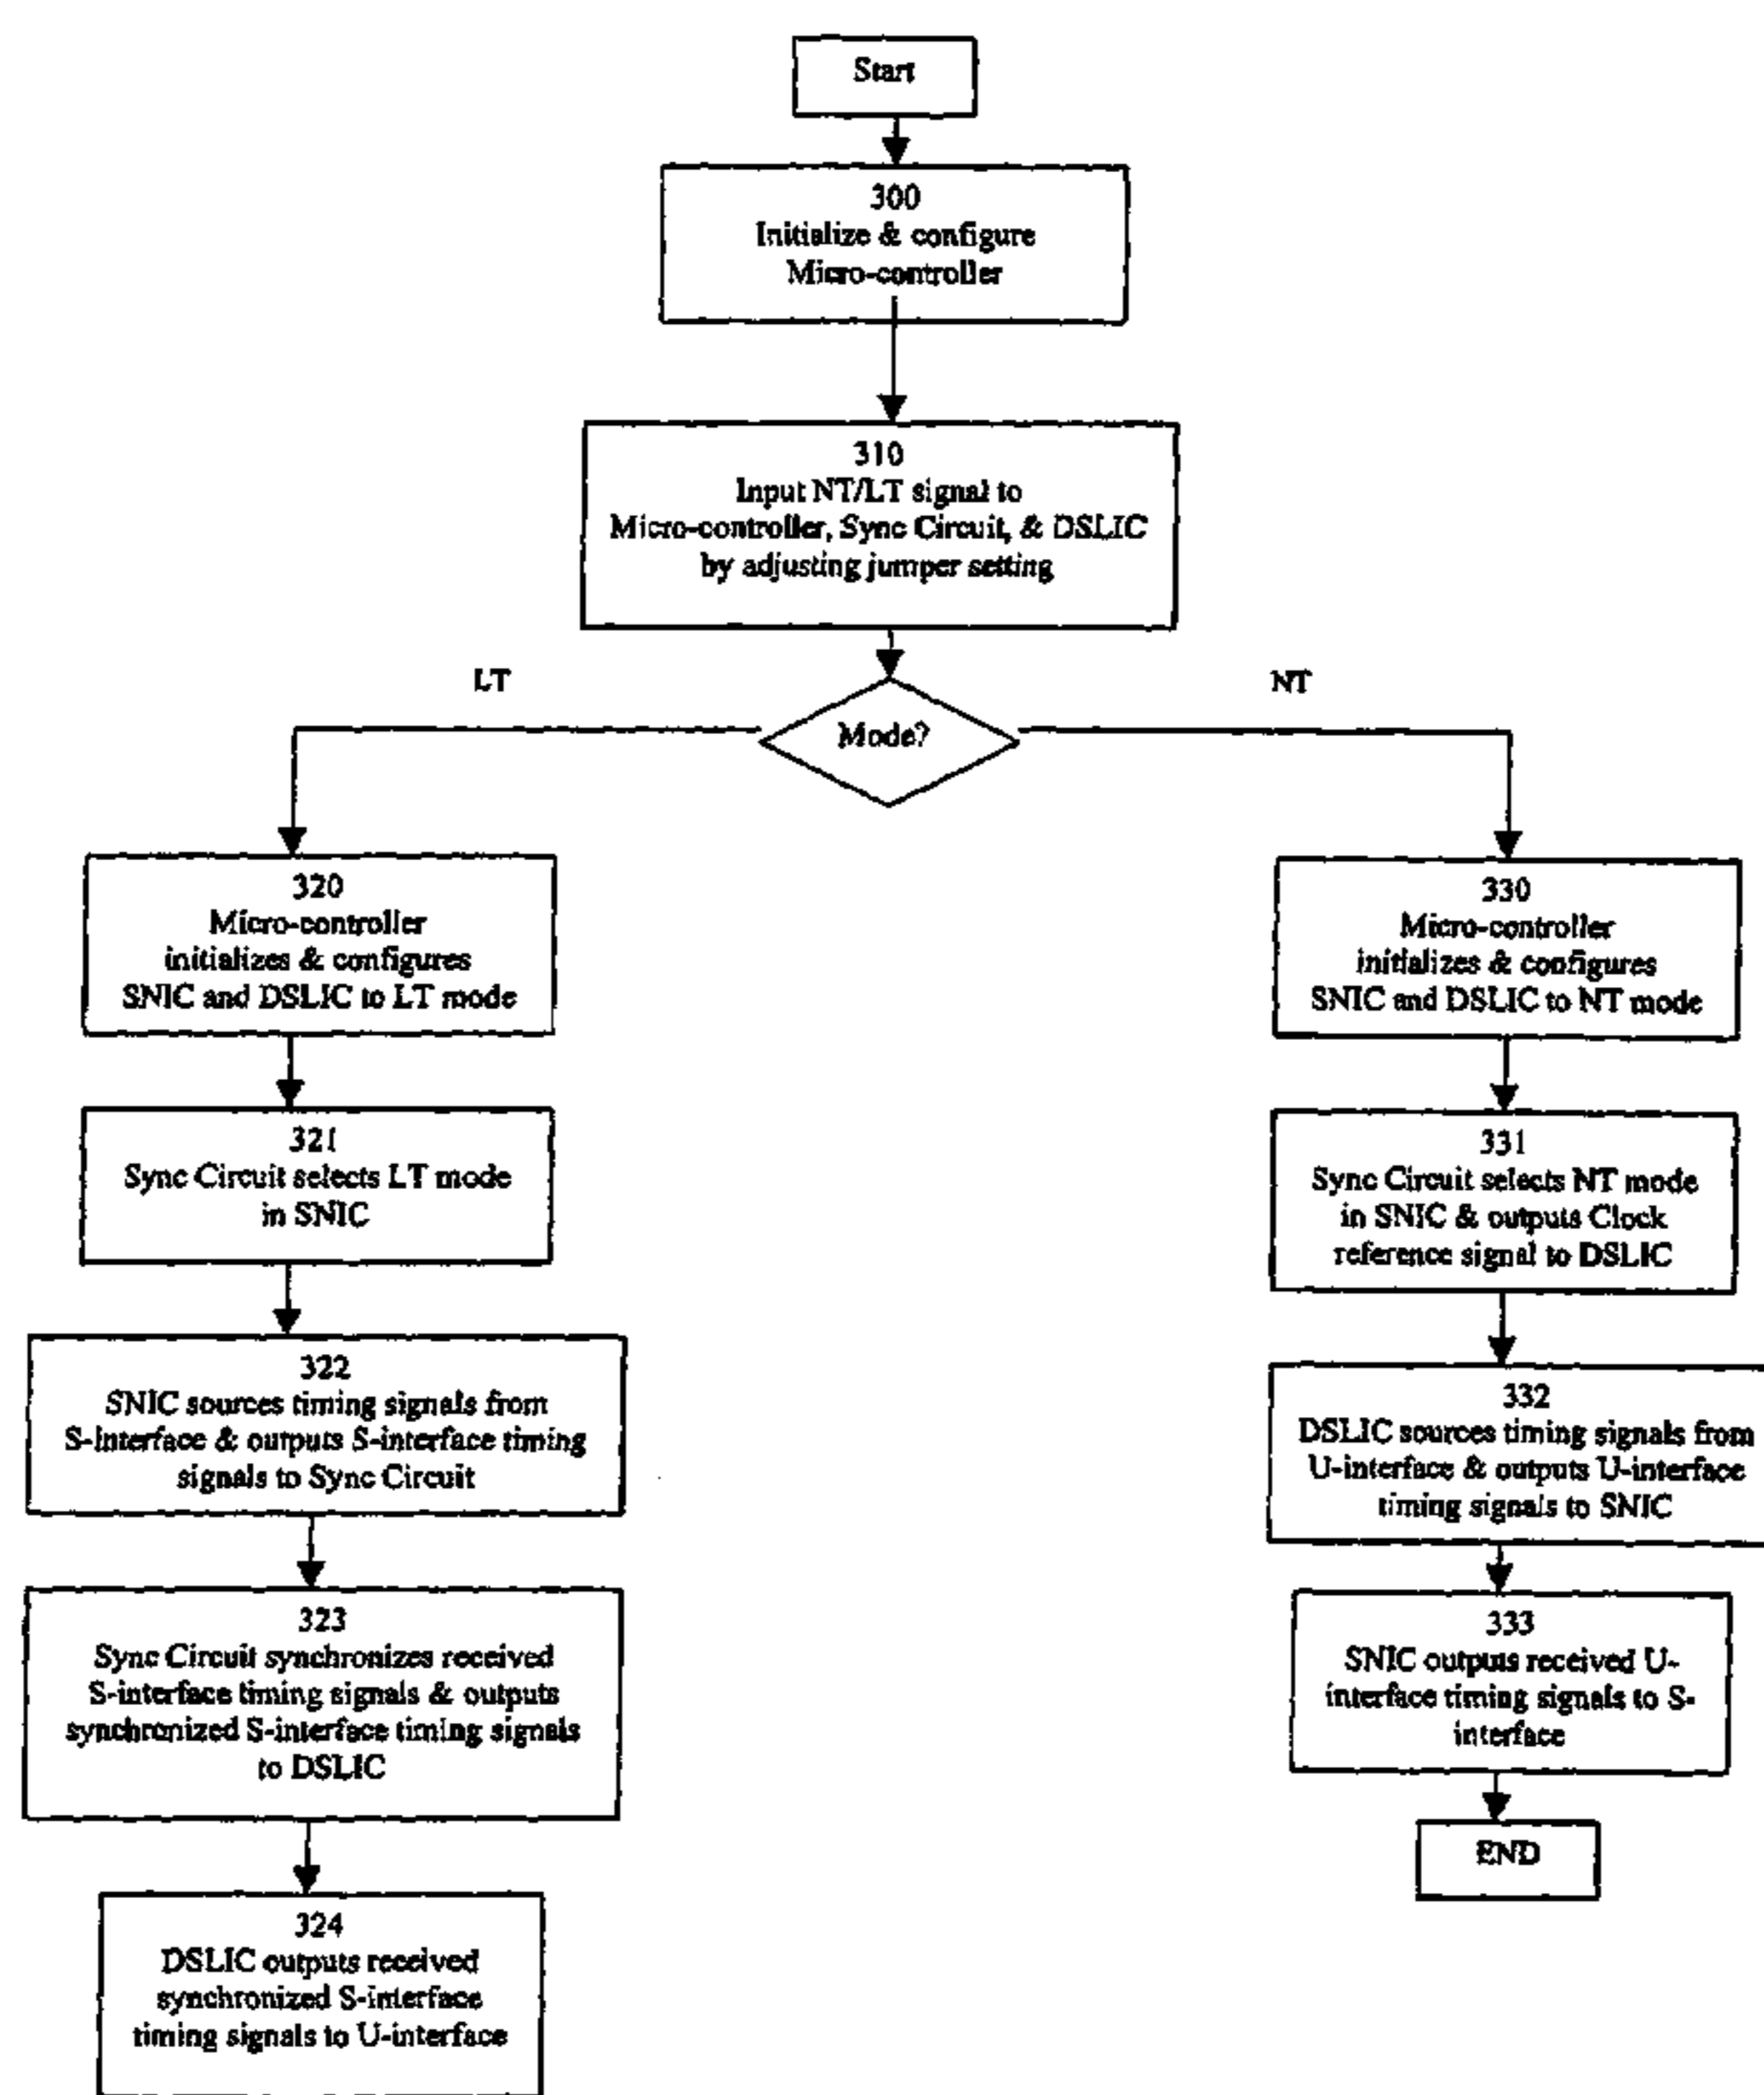 Start
300
Initialize & configure
Micro-controller
310
Input NT/LT signal to
Micro-controller, Sync Circuit, & DSLIC
by adjusting jumper setting
LT
NT
Mode?
320
Micro-controller
initializes & configures
SNIC and DSLIC to LT mode
321
Sync Circuit selects LT mode
in SNIC
322
SNIC sources timing signals from
S-interface & outputs S-interface timing
signals to Sync Circuit
323
Sync Circuit synchronizes received
S-interface timing signals & outputs
synchronized S-interface timing signals
to DSLIC
324
DSLIC outputs received
synchronized S-interface
timing signals to U-interface
330
Micro-controller
initializes & configures
SNIC and DSLIC to NT mode
331
Sync Circuit selects NT mode
in SNIC & outputs Clock
reference signal to DSLIC
332
DSLIC sources timing signals from
U-interface & outputs U-interface
timing signals to SNIC
333
SNIC outputs received U-
interface timing signals to S-
interface
END